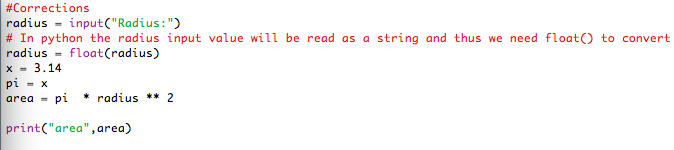 #Corrections
radius = input("Radius:")
# In python the radius input value will be read as a string and thus we need float() to convert
radius = float(radius)
x = 3.14
pi = x
area = pi  * radius ** 2
print("area",area)